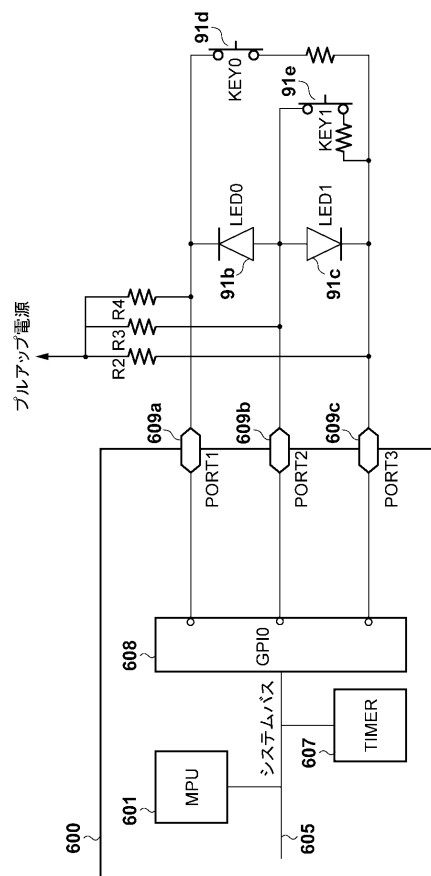 600
601
MPU
605
システムバス
607
TIMER
608
GPIO
609a
PORT1
609b
PORT2
609c
PORT3
プルアップ電源
R2
R3
R4
91b
LED0
91c
LED1
91d
KEY0
91e
KEY1